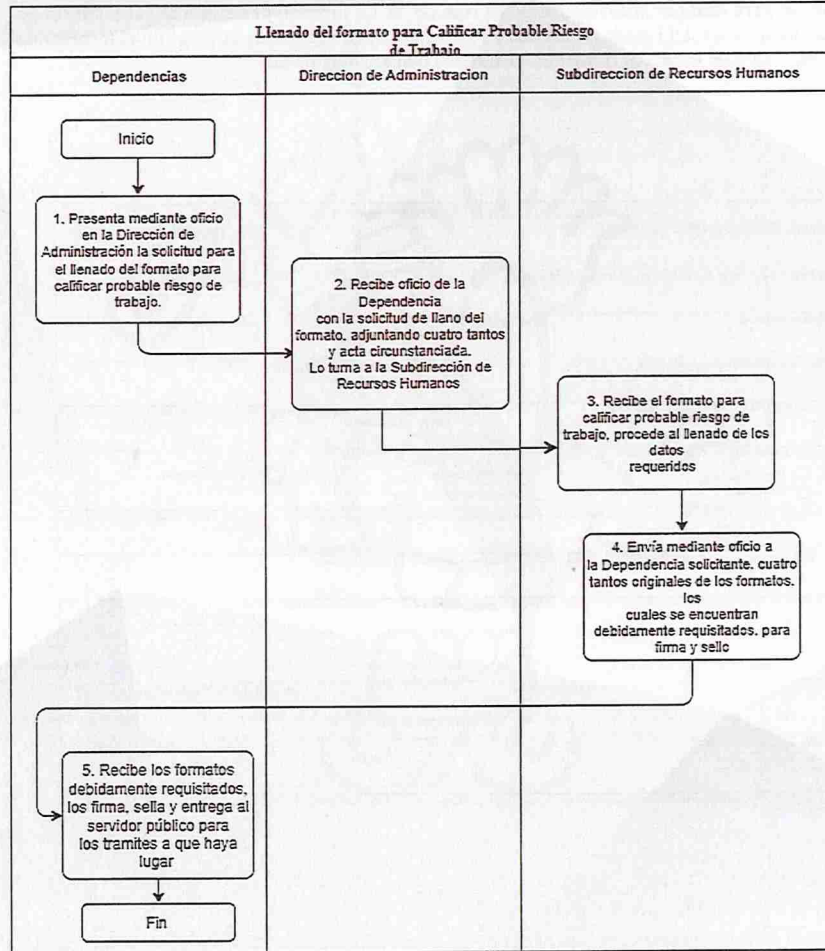 Llenado del formato para Calificar Probable Riesgo
de Trabajo
Dependencias
Direccion de Administracion
Subdireccion de Recursos Humanos
Inicio
1. Presenta mediante oficio
en la Dirección de
Administración la solicitud para
el llenado del formato para
calificar probable riesgo de
trabajo.
2. Recibe oficio de la
Dependencia
con la solicitud de llano del
formato, adjuntando cuatro tantos
y acta circunstanciada.
Lo turna a la Subdirección de
Recursos Humanos
3. Recibe el formato para
calificar probable riesgo de
trabajo, procede al llenado de los
datos
requeridos
4. Envía mediante oficio a
la Dependencia solicitante, cuatro
tantos originales de los formatos,
los
cuales se encuentran
debidamente requisitados, para
firma y sello
5. Recibe los formatos
debidamente requisitados,
los firma, sella y entrega al
servidor público para
los tramites a que haya
lugar
Fin